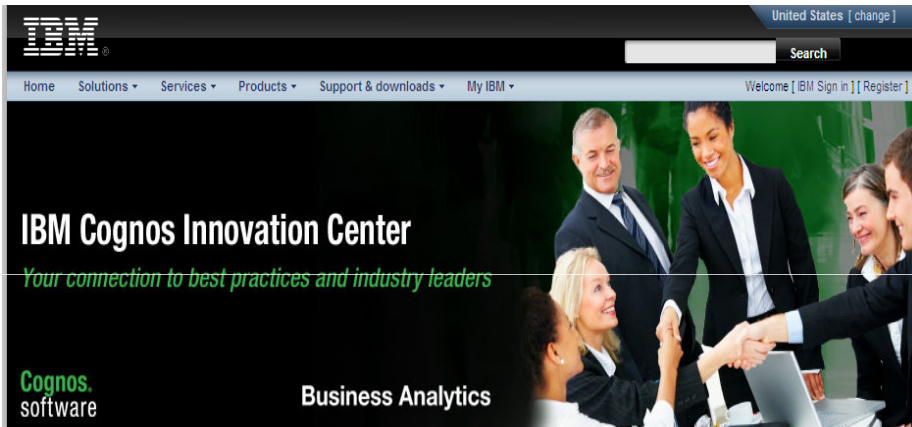 United States [ change ]
IBM ®
Search
Home Solutions Services Products Support & downloads My IBM Welcome [ IBM Sign in ] [ Register ]
IBM Cognos Innovation Center
Your connection to best practices and industry leaders
Cognos.
software
Business Analytics